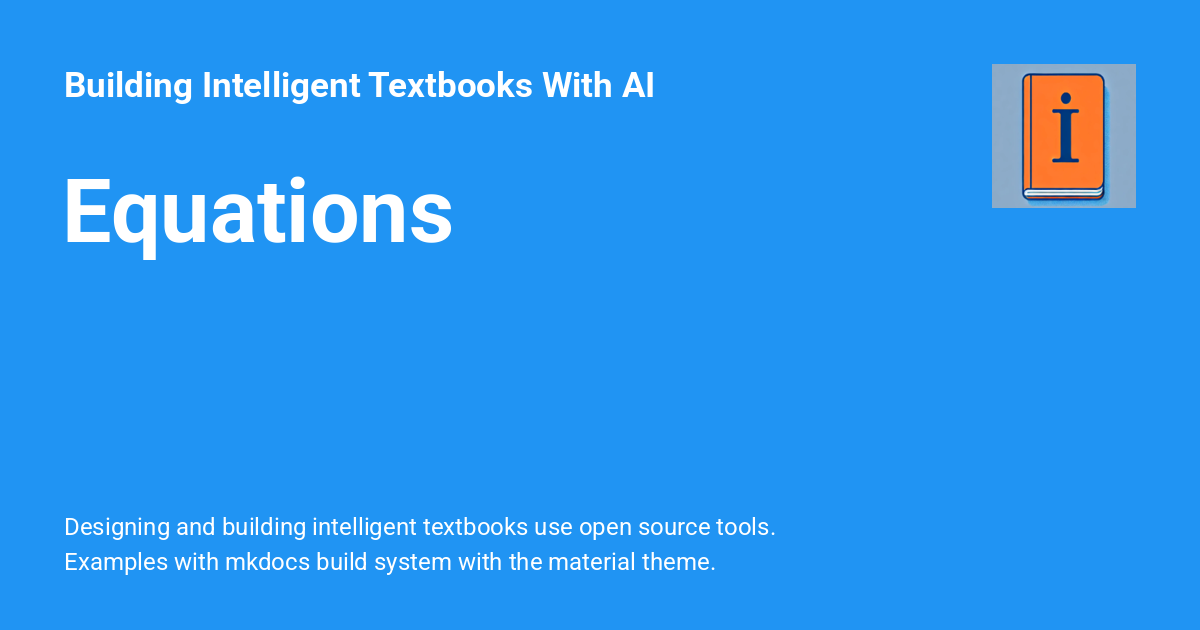 Building Intelligent Textbooks With AI
i
Equations
Designing and building intelligent textbooks use open source tools.
Examples with mkdocs build system with the material theme.